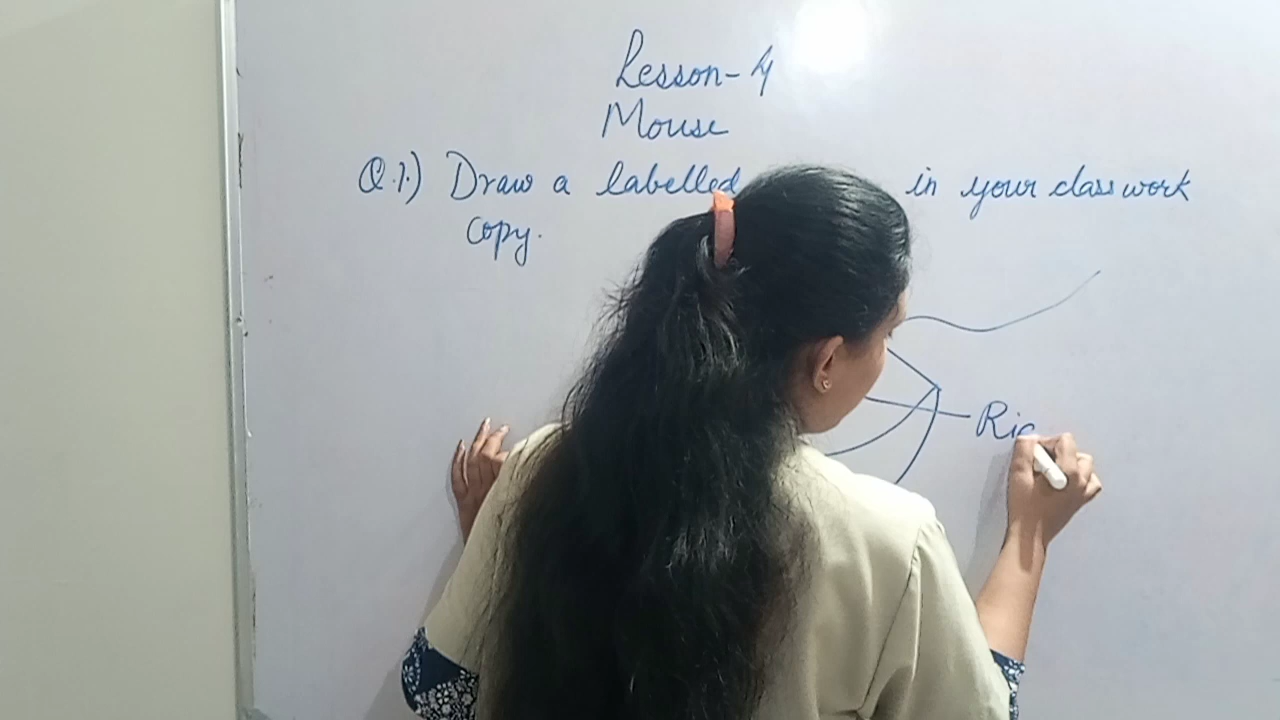 Lesson-4
Mouse
Q.1.) Draw a labelled in your classwork
copy.
Ri